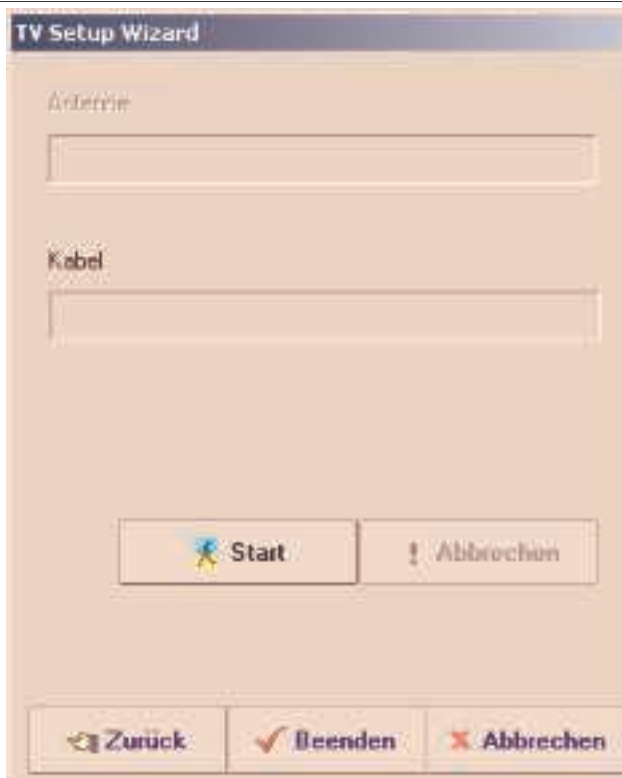 TV Setup Wizard
Antenne
Kabel
Start
! Abbrechen
Zurück
Beenden
Abbrechen